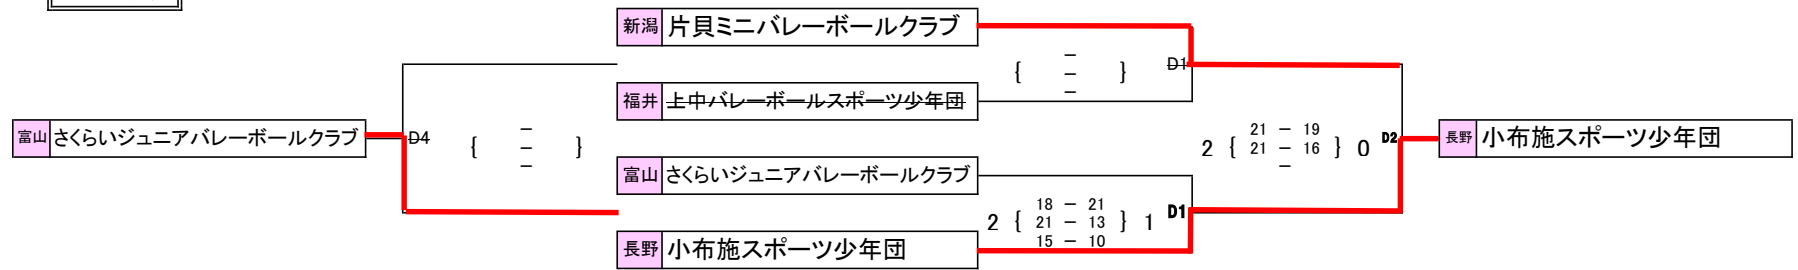 新潟 片貝ミニバレーボールクラブ
{ － － － } D1
福井 上中バレーボールスポーツ少年団
富山 さくらいジュニアバレーボールクラブ D4
{ － － － }
2 { 21 － 19
21 － 16
－ } 0 D2
長野 小布施スポーツ少年団
富山 さくらいジュニアバレーボールクラブ
2 { 18 － 21
21 － 13
15 － 10 } 1 D1
長野 小布施スポーツ少年団